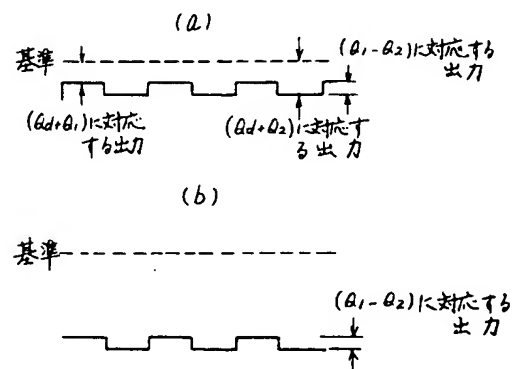 (a)
基準
(Q1-Q2)に対応する
出力
(Qd+Q1)に対応
する出力
(Qd+Q2)に対応す
る出力
(b)
基準
(Q1-Q2)に対応する
出力